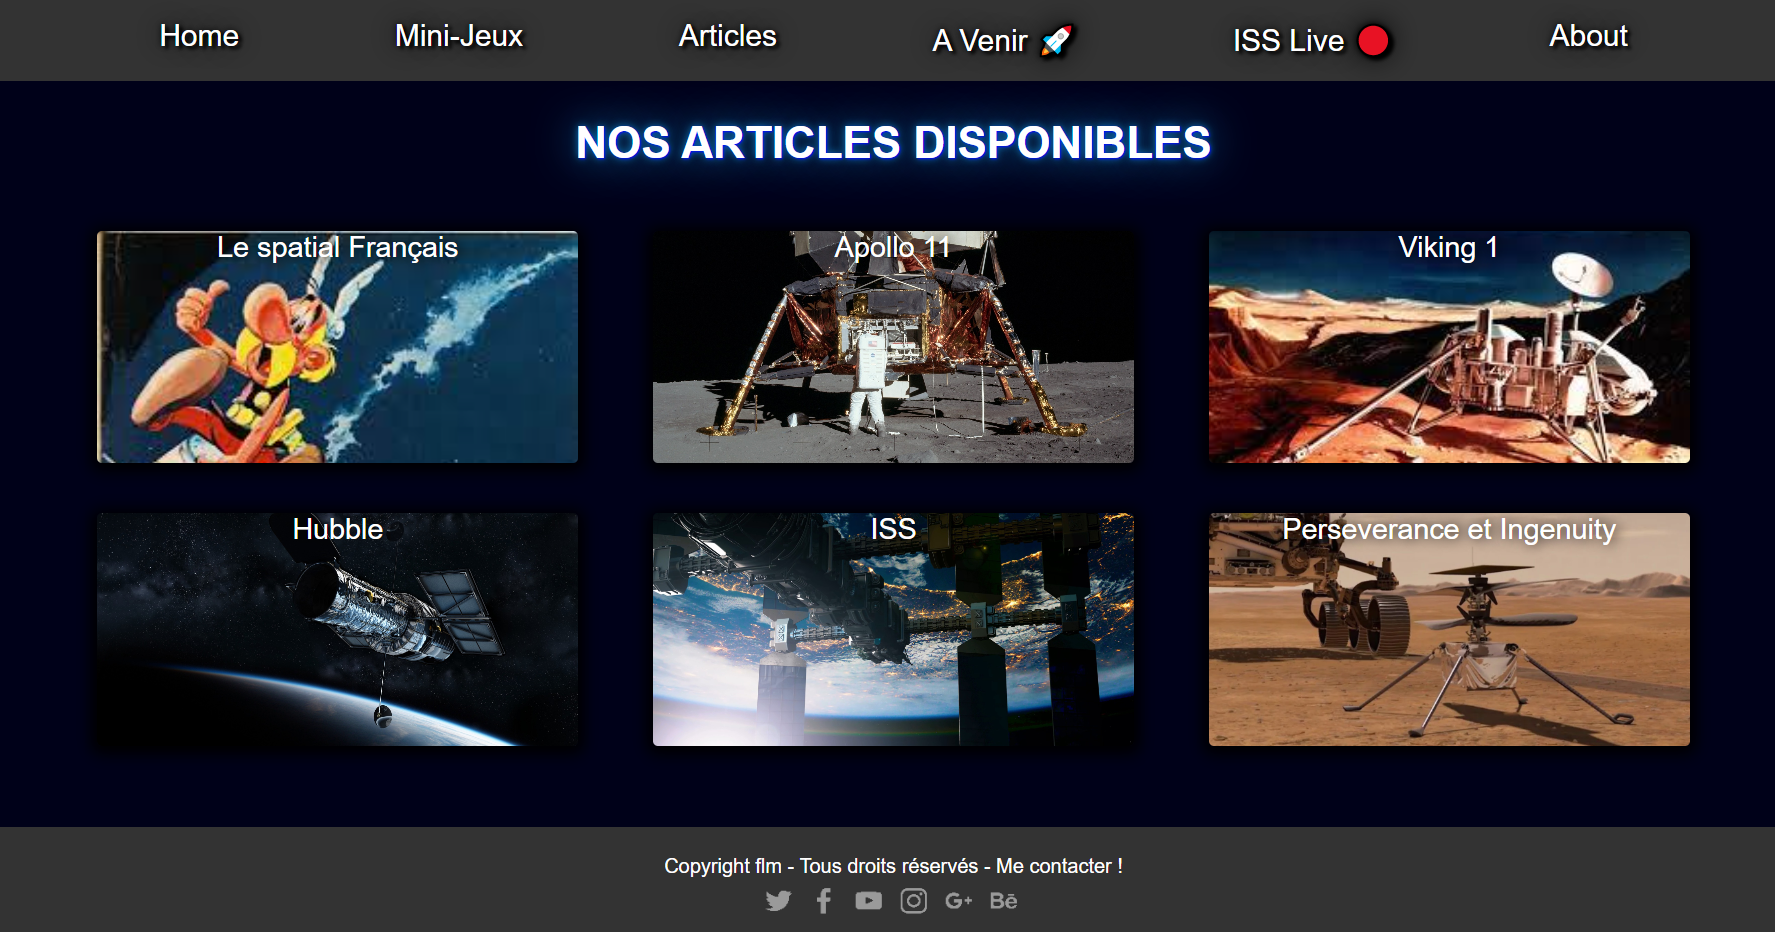 Home Mini-Jeux Articles A Venir 🚀 ISS Live 🔴 About
NOS ARTICLES DISPONIBLES
Le spatial Français Apollo 11 Viking 1
Hubble ISS Perseverance et Ingenuity
Copyright flm - Tous droits réservés - Me contacter !
G+ Bē